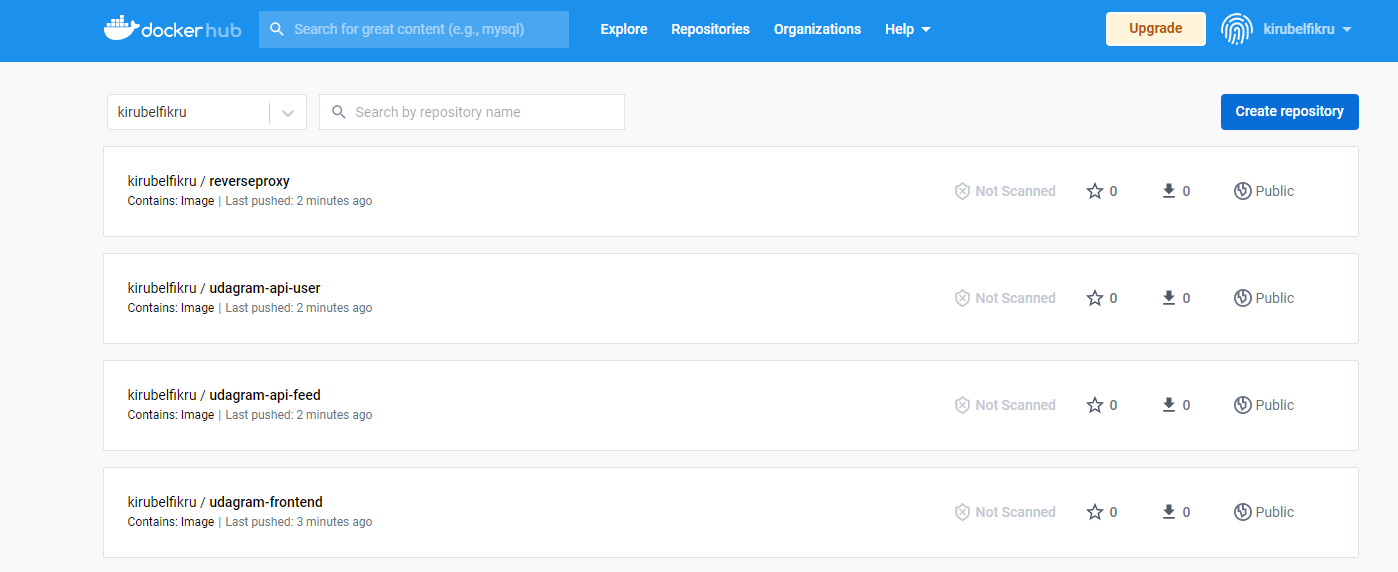 docker hub Search for great content (e.g., mysql) Explore Repositories Organizations Help Upgrade kirubelfikru
kirubelfikru Search by repository name Create repository
kirubelfikru / reverseproxy
Contains: Image | Last pushed: 2 minutes ago
Not Scanned 0 0 Public
kirubelfikru / udagram-api-user
Contains: Image | Last pushed: 2 minutes ago
Not Scanned 0 0 Public
kirubelfikru / udagram-api-feed
Contains: Image | Last pushed: 2 minutes ago
Not Scanned 0 0 Public
kirubelfikru / udagram-frontend
Contains: Image | Last pushed: 3 minutes ago
Not Scanned 0 0 Public